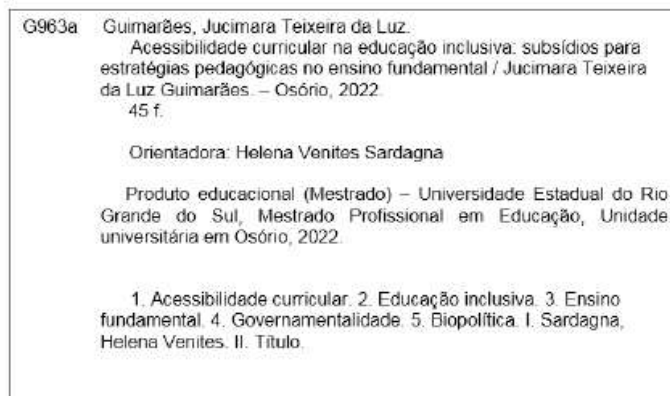 G963a Guimarães, Jucimara Teixeira da Luz.
Acessibilidade curricular na educação inclusiva: subsídios para
estratégias pedagógicas no ensino fundamental / Jucimara Teixeira
da Luz Guimarães. – Osório, 2022.
45 f.
Orientadora: Helena Venites Sardagna
Produto educacional (Mestrado) – Universidade Estadual do Rio
Grande do Sul, Mestrado Profissional em Educação, Unidade
universitária em Osório, 2022.
1. Acessibilidade curricular. 2. Educação inclusiva. 3. Ensino
fundamental. 4. Governamentalidade. 5. Biopolítica. I. Sardagna,
Helena Venites. II. Título.